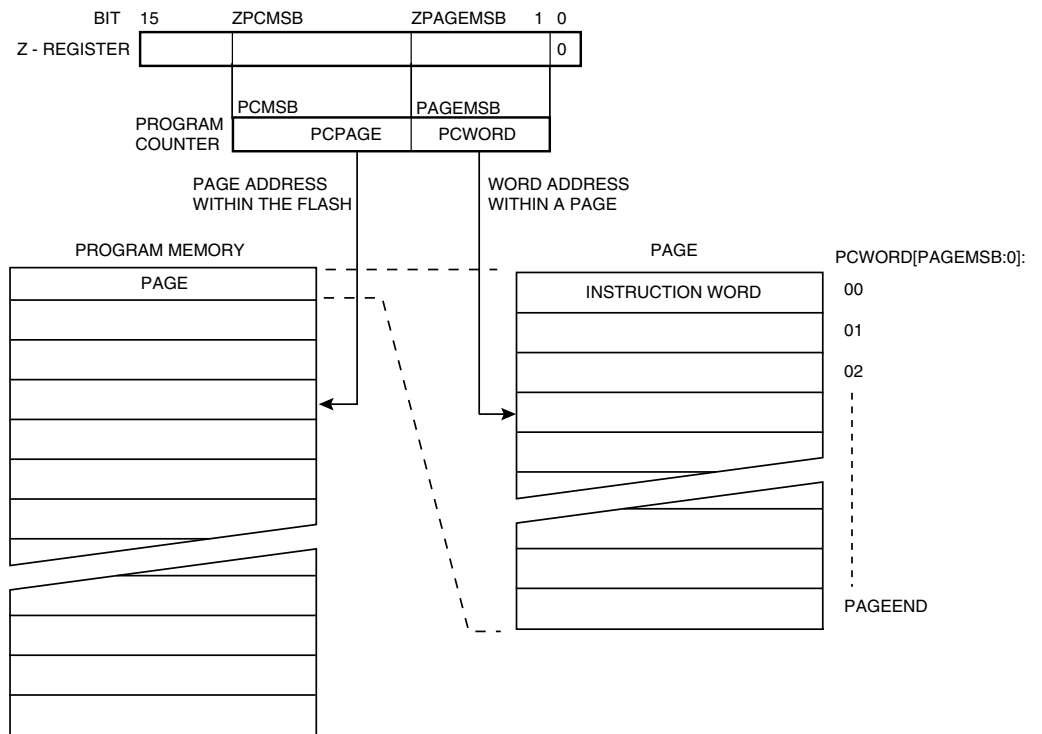 BIT 15 ZPCMSB ZPAGEMSB 1 0
Z - REGISTER 0
PCMSB PAGEMSB
PROGRAM
COUNTER
PCPAGE PCWORD
PAGE ADDRESS
WITHIN THE FLASH
WORD ADDRESS
WITHIN A PAGE
PROGRAM MEMORY
PAGE
PAGE
PCWORD[PAGEMSB:0]:
INSTRUCTION WORD 00
01
02
PAGEEND